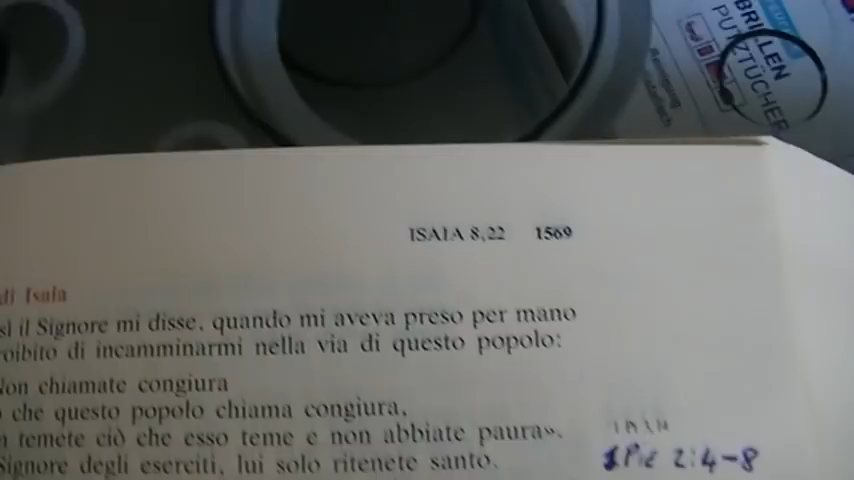 BRILLEN
PUTZTÜCHER
ISAIA 8,22 1569
di Isaia
sì il Signore mi disse, quando mi aveva preso per mano
roibito di incamminarmi nella via di questo popolo:
Non chiamate congiura
ò che questo popolo chiama congiura,
n temete ciò che esso teme e non abbiate paura».
Signore degli eserciti, lui solo ritenete santo.
1Pie 2:4-8